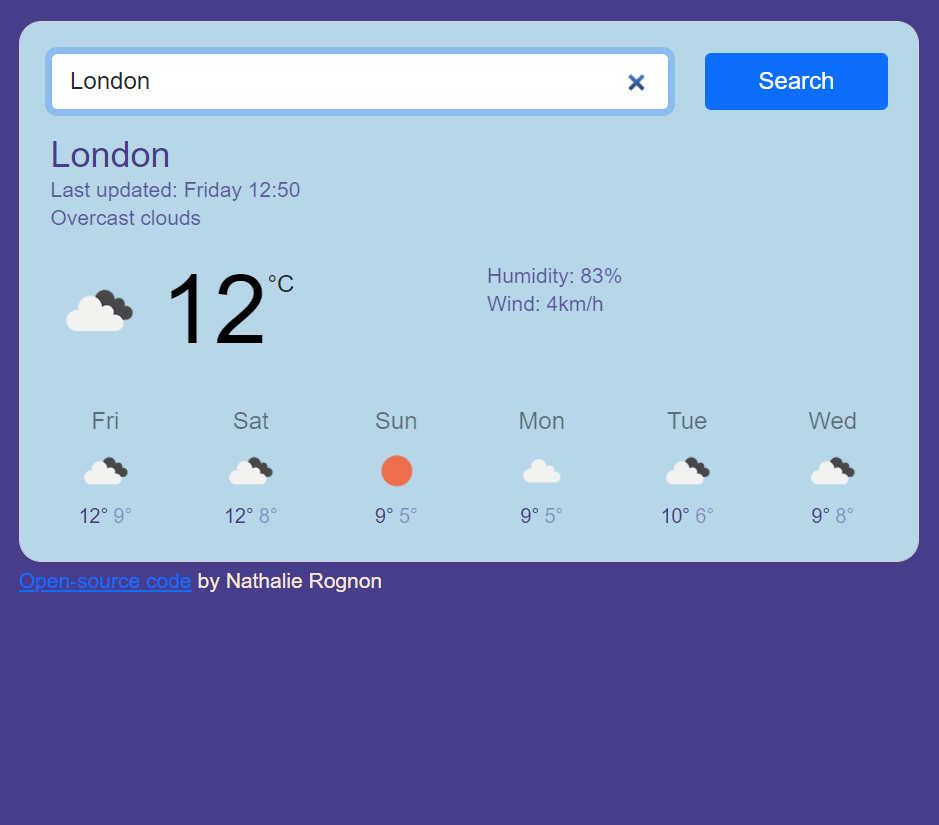 London
Search
London
Last updated: Friday 12:50
Overcast clouds
12°C
Humidity: 83%
Wind: 4km/h
Fri Sat Sun Mon Tue Wed
12° 9° 12° 8° 9° 5° 9° 5° 10° 6° 9° 8°
Open-source code by Nathalie Rognon